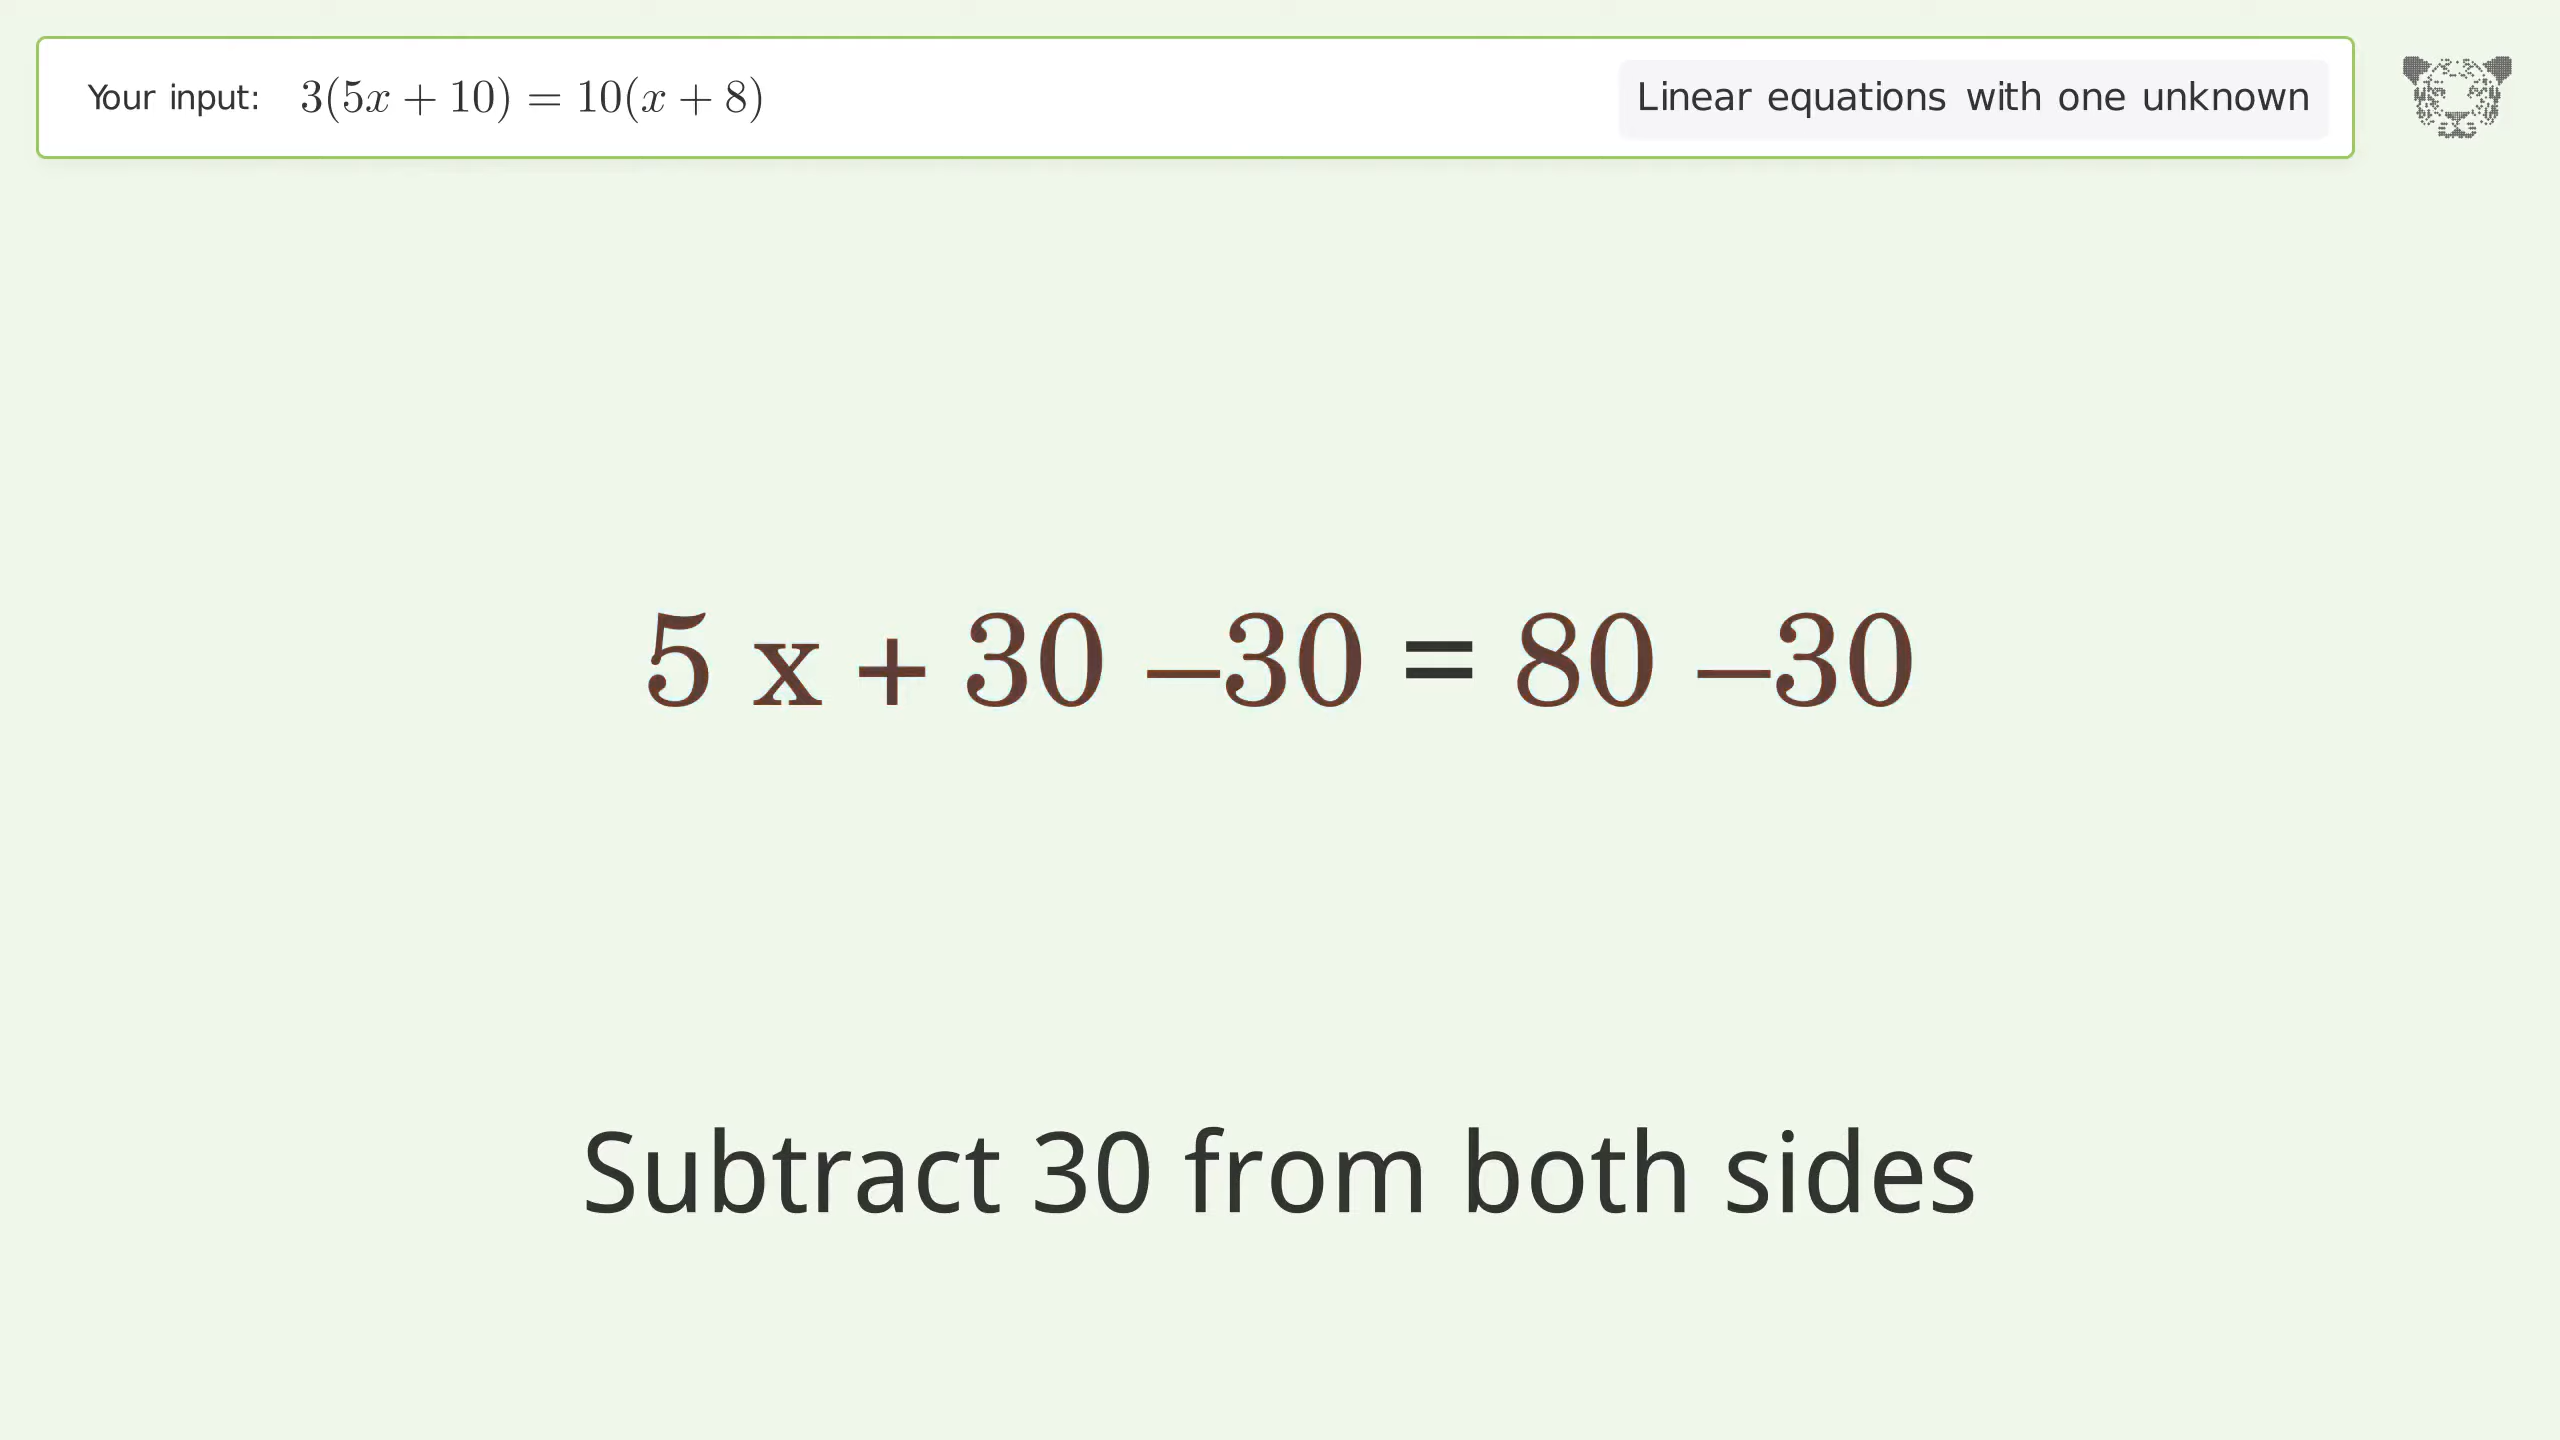 Your input: 3(5x + 10) = 10(x + 8)
Linear equations with one unknown
5 x + 30 –30 = 80 –30
Subtract 30 from both sides